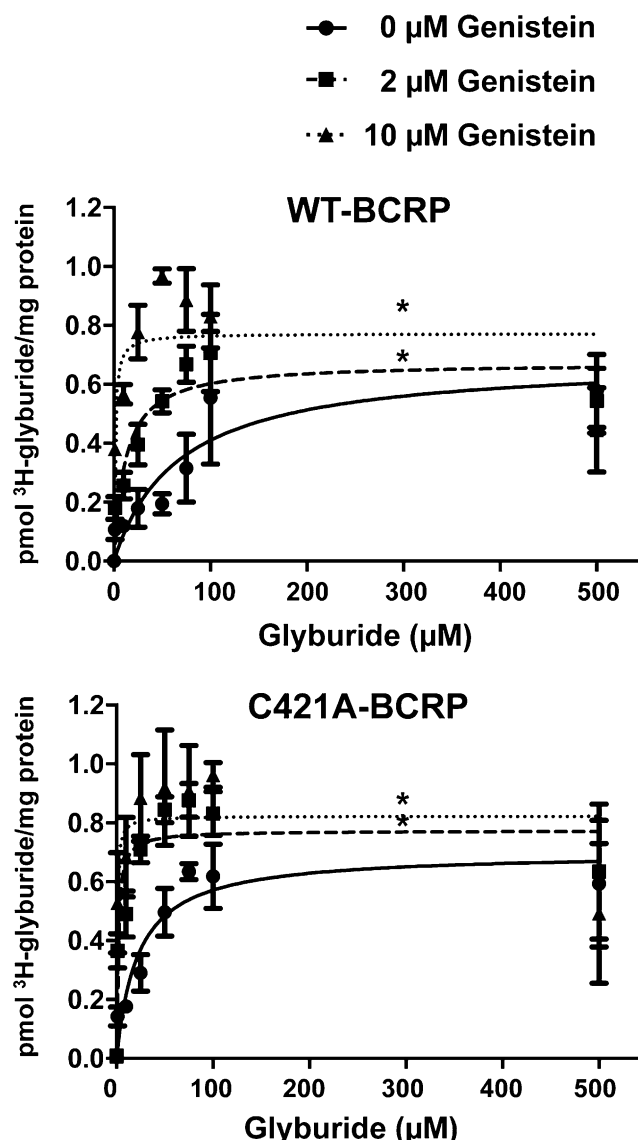 0 µM Genistein
2 µM Genistein
10 µM Genistein
WT-BCRP
pmol ³H-glyburide/mg protein
1.2
1.0
0.8
0.6
0.4
0.2
0.0
*
*
0 100 200 300 400 500
Glyburide (µM)
C421A-BCRP
pmol ³H-glyburide/mg protein
1.2
1.0
0.8
0.6
0.4
0.2
0.0
*
*
0 100 200 300 400 500
Glyburide (µM)